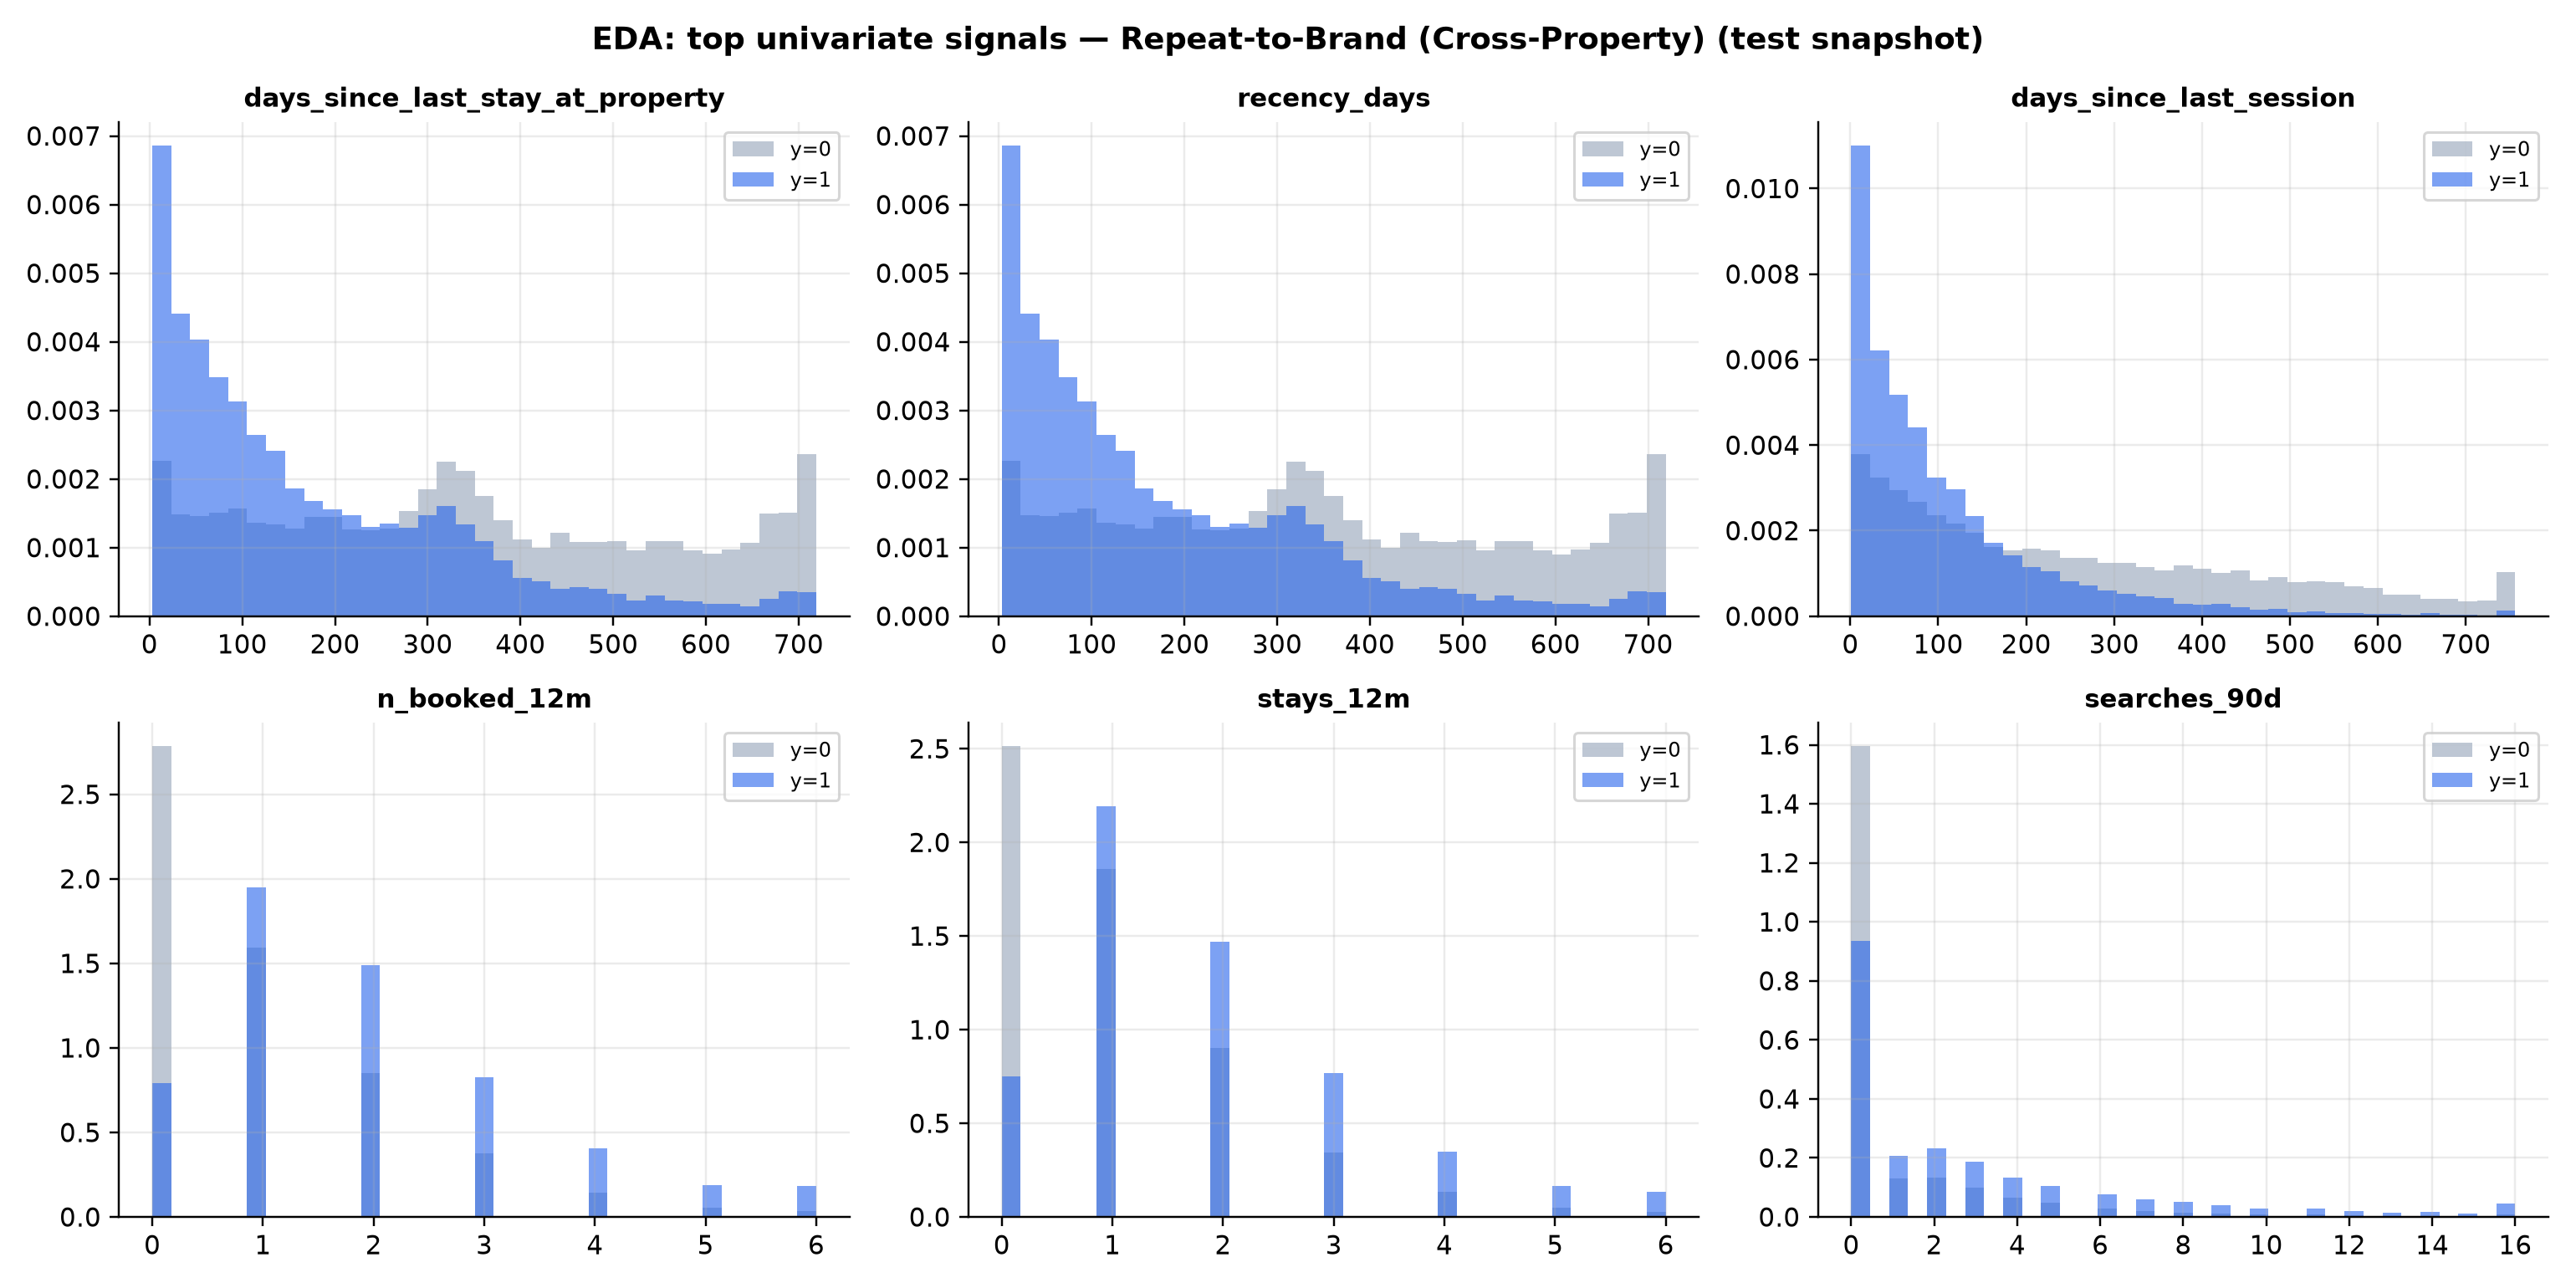 EDA: top univariate signals — Repeat-to-Brand (Cross-Property) (test snapshot)
days_since_last_stay_at_property
0.007
0.006
0.005
0.004
0.003
0.002
0.001
0.000
0 100 200 300 400 500 600 700
y=0
y=1
recency_days
0.007
0.006
0.005
0.004
0.003
0.002
0.001
0.000
0 100 200 300 400 500 600 700
y=0
y=1
days_since_last_session
0.010
0.008
0.006
0.004
0.002
0.000
0 100 200 300 400 500 600 700
y=0
y=1
n_booked_12m
2.5
2.0
1.5
1.0
0.5
0.0
0 1 2 3 4 5 6
y=0
y=1
stays_12m
2.5
2.0
1.5
1.0
0.5
0.0
0 1 2 3 4 5 6
y=0
y=1
searches_90d
1.6
1.4
1.2
1.0
0.8
0.6
0.4
0.2
0.0
0 2 4 6 8 10 12 14 16
y=0
y=1